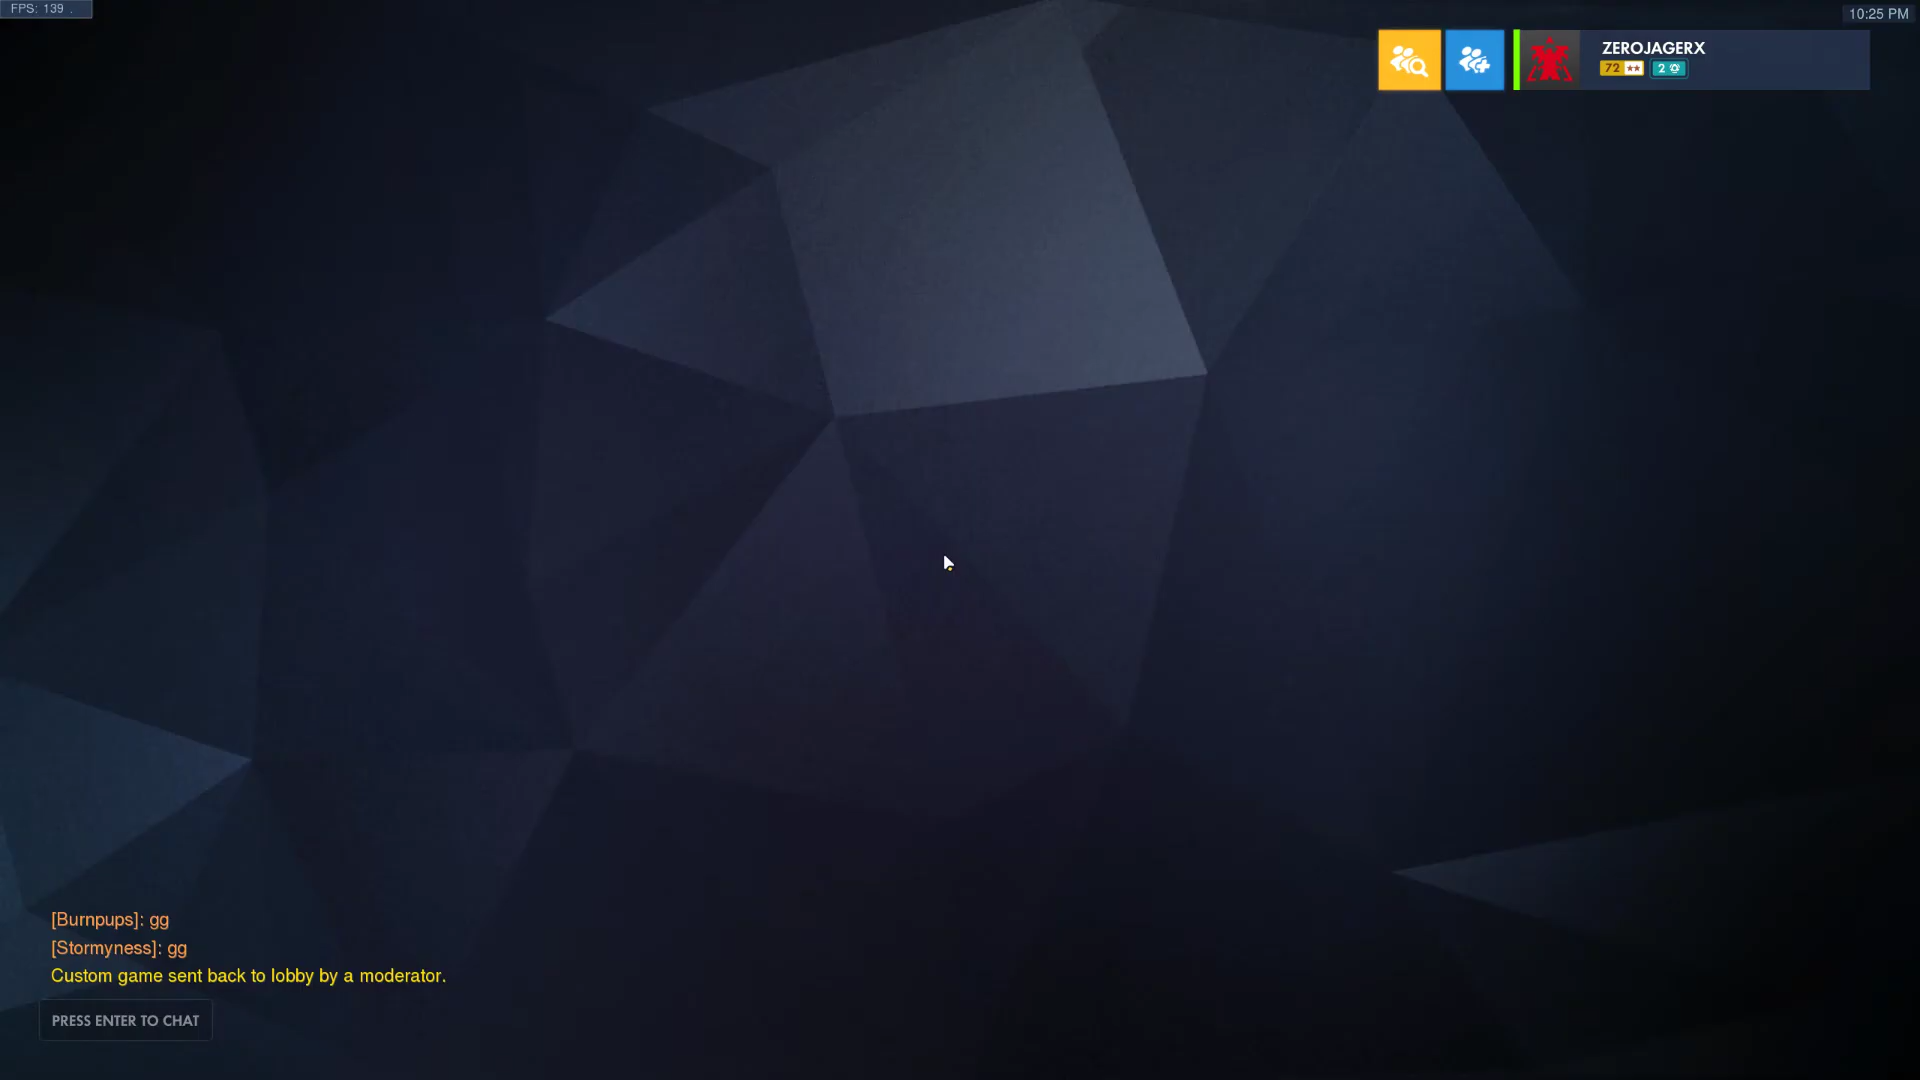 FPS: 139 .
10:25 PM
ZEROJAGERX
72 2
[Burnpups]: gg
[Stormyness]: gg
Custom game sent back to lobby by a moderator.
PRESS ENTER TO CHAT